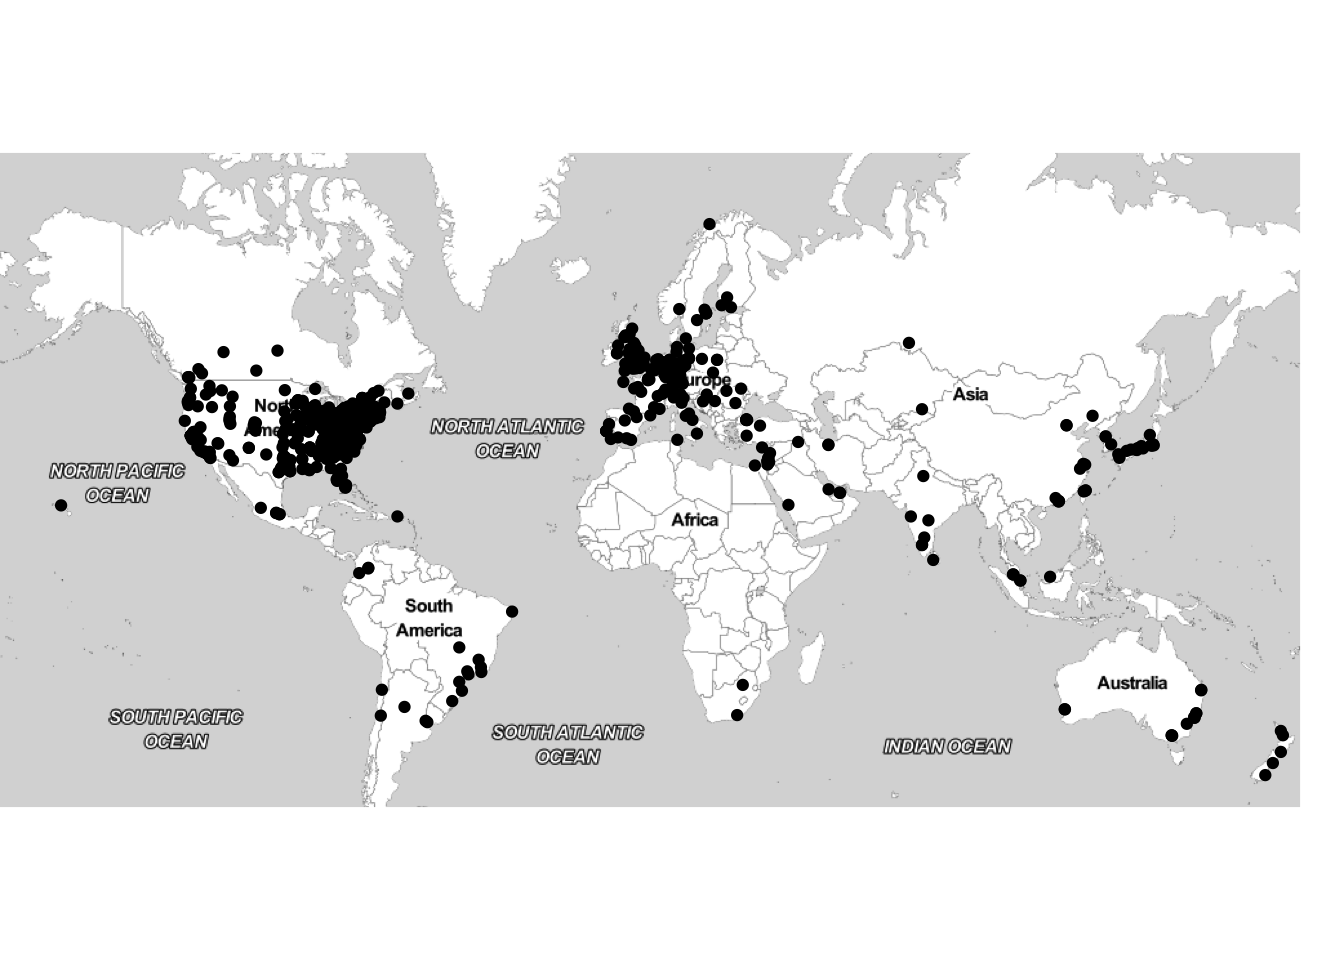 North
America
Europe
Asia
NORTH ATLANTIC
OCEAN
NORTH PACIFIC
OCEAN
Africa
South
America
Australia
SOUTH PACIFIC
OCEAN
SOUTH ATLANTIC
OCEAN
INDIAN OCEAN